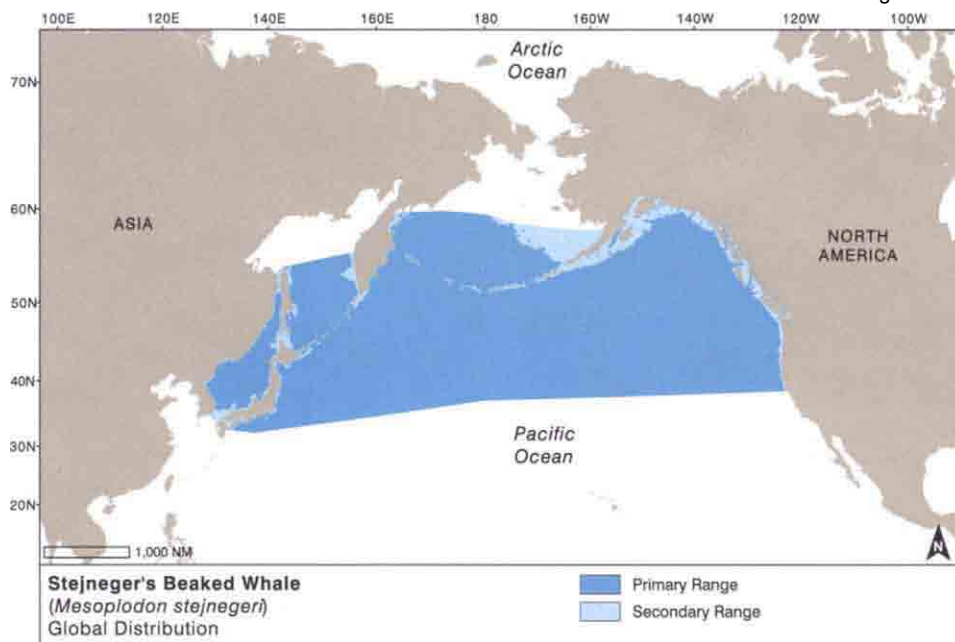 100E 120E 140E 160E 180 160W 140W 120W 100W
Arctic
Ocean
70N
60N
ASIA
NORTH
AMERICA
50N
40N
Pacific
Ocean
30N
20N
1,000 NM
N
Stejneger's Beaked Whale
(Mesoplodon stejnegeri)
Global Distribution
Primary Range
Secondary Range